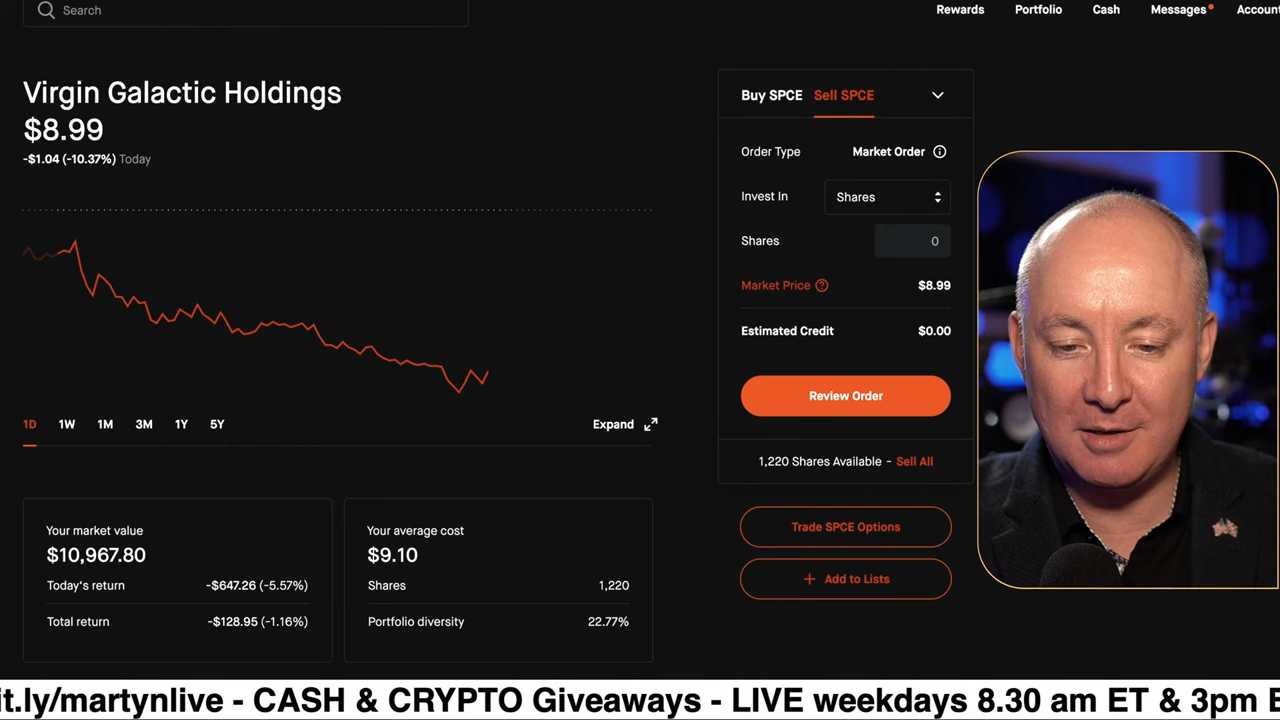 Search
Rewards
Portfolio
Cash
Messages
Account
Virgin Galactic Holdings
$8.99
-$1.04 (-10.37%) Today
1D 1W 1M 3M 1Y 5Y
Expand
Your market value
$10,967.80
Today's return -$647.26 (-5.57%)
Total return -$128.95 (-1.16%)
Your average cost
$9.10
Shares 1,220
Portfolio diversity 22.77%
Buy SPCE Sell SPCE
Order Type Market Order
Invest In Shares
Shares 0
Market Price $8.99
Estimated Credit $0.00
Review Order
1,220 Shares Available - Sell All
Trade SPCE Options
+ Add to Lists
it.ly/martynlive - CASH & CRYPTO Giveaways - LIVE weekdays 8.30 am ET & 3pm E